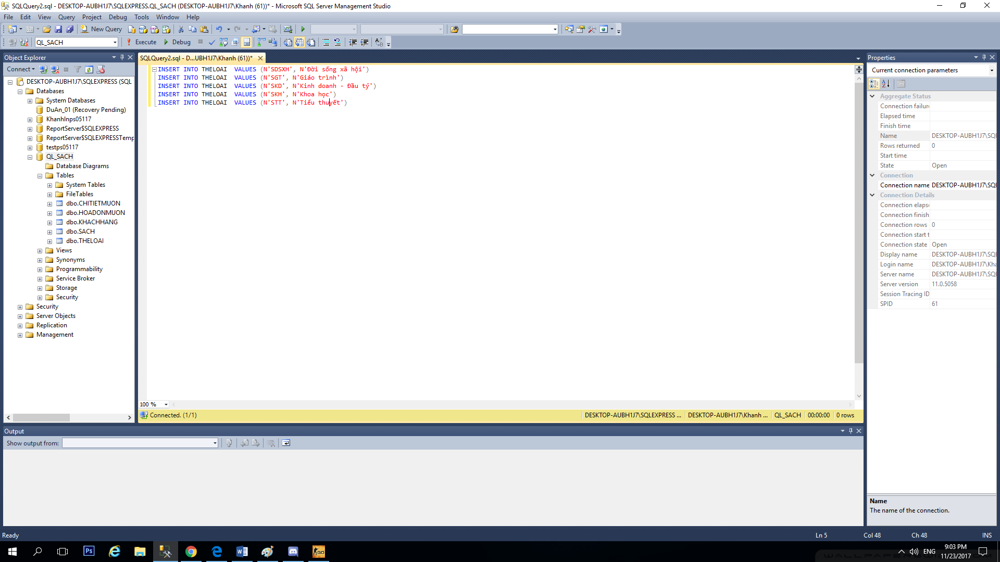 SQLQuery2.sql - DESKTOP-AUBH1J7\SQLEXPRESS.QL_SACH (DESKTOP-AUBH1J7\Khanh (61))* - Microsoft SQL Server Management Studio
File Edit View Query Project Debug Tools Window Help
New Query
QL_SACH Execute Debug
Object Explorer
Connect
DESKTOP-AUBH1J7\SQLEXPRESS (SQL
Databases
System Databases
DuAn_01 (Recovery Pending)
KhanhInps05117
ReportServer$SQLEXPRESS
ReportServer$SQLEXPRESSTemp
testps05117
QL_SACH
Database Diagrams
Tables
System Tables
FileTables
dbo.CHITIETMUON
dbo.HOADONMUON
dbo.KHACHHANG
dbo.SACH
dbo.THELOAI
Views
Synonyms
Programmability
Service Broker
Storage
Security
Security
Server Objects
Replication
Management
SQLQuery2.sql - D...UBH1J7\Khanh (61))*
INSERT INTO THELOAI  VALUES (N'SDSXH', N'Đời sống xã hội')
INSERT INTO THELOAI  VALUES (N'SGT', N'Giáo trình')
INSERT INTO THELOAI  VALUES (N'SKD', N'Kinh doanh - Đầu tý')
INSERT INTO THELOAI  VALUES (N'SKH', N'Khoa học')
INSERT INTO THELOAI  VALUES (N'STT', N'Tiểu thuyết')
100 %
Connected. (1/1) DESKTOP-AUBH1J7\SQLEXPRESS ... DESKTOP-AUBH1J7\Khanh ... QL_SACH 00:00:00 0 rows
Output
Show output from:
Properties
Current connection parameters
Aggregate Status
Connection failure
Elapsed time
Finish time
Name DESKTOP-AUBH1J7\SQL
Rows returned 0
Start time
State Open
Connection
Connection name DESKTOP-AUBH1J7\SQL
Connection Details
Connection elapse
Connection finish
Connection rows 0
Connection start t
Connection state Open
Display name DESKTOP-AUBH1J7\SQL
Login name DESKTOP-AUBH1J7\Kha
Server name DESKTOP-AUBH1J7\SQL
Server version 11.0.5058
Session Tracing ID
SPID 61
Name
The name of the connection.
Ready Ln 5 Col 48 Ch 48 INS
Ps GO ENG 9:03 PM
11/23/2017